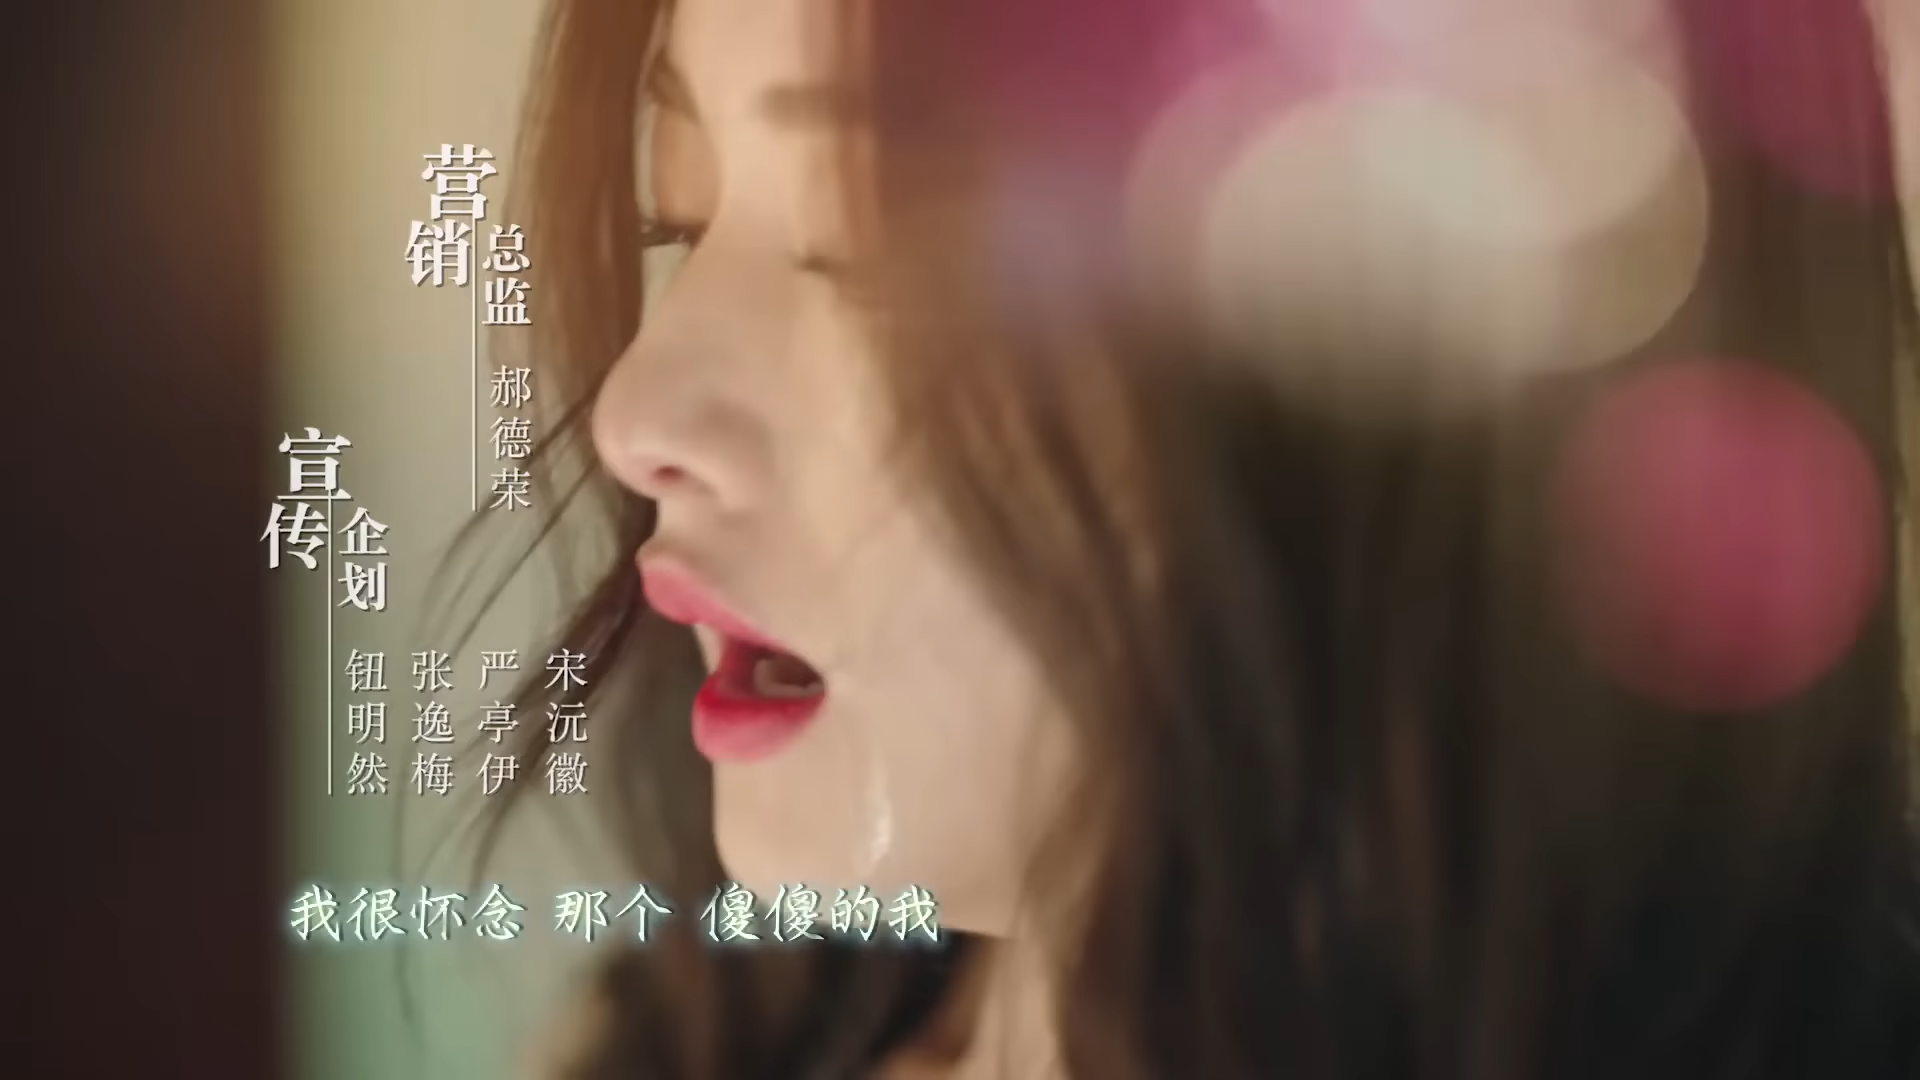 营销
总监
郝德荣
宣传
企划
钮明然
张逸梅
严亭伊
宋沅徽
我很怀念 那个 傻傻的我